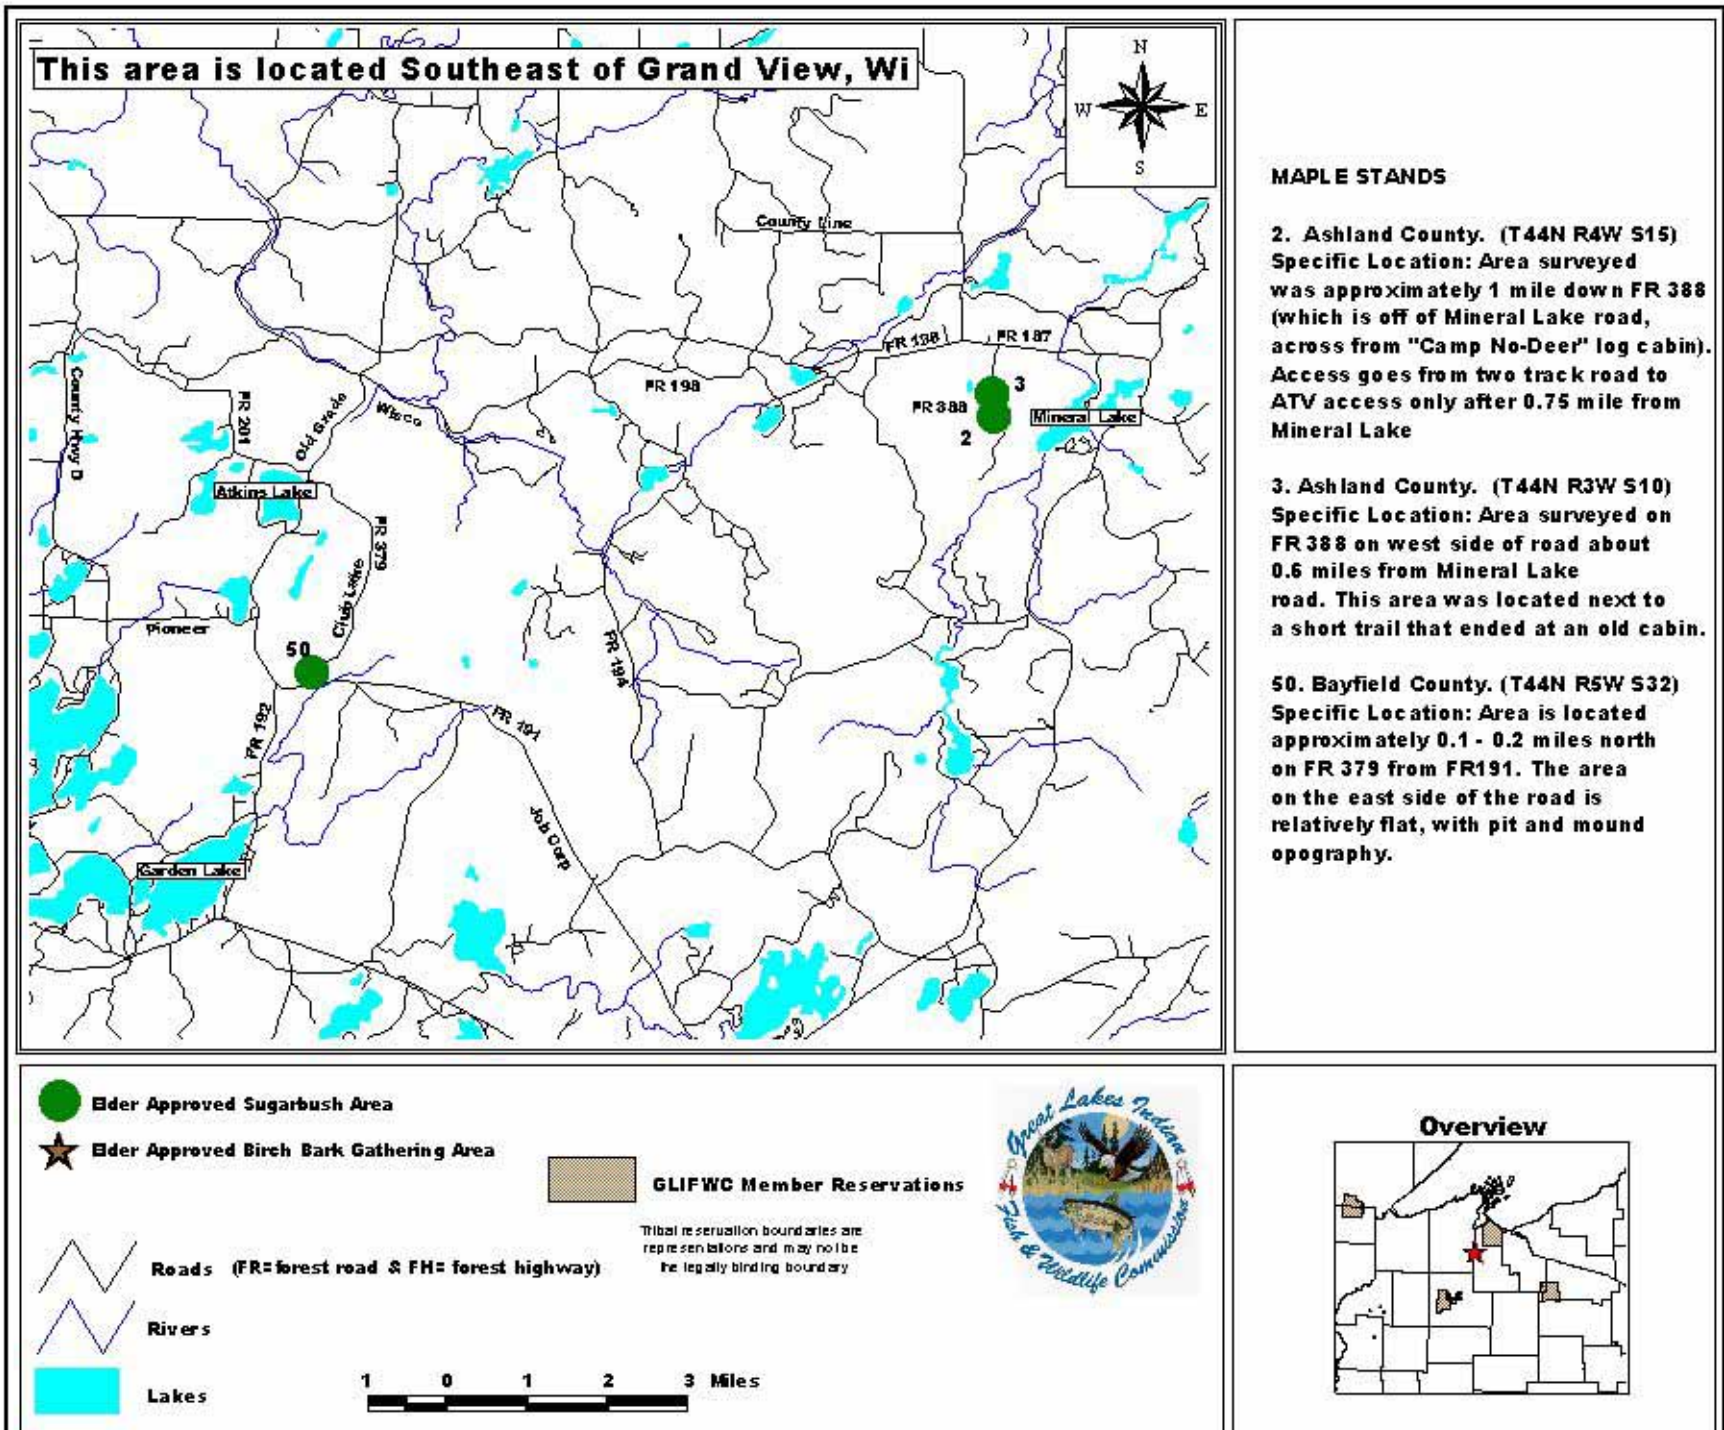 This area is located Southeast of Grand View, Wi
N
W
E
S
County Line
FR 187
FR 198
3
FR 388
Mineral Lake
2
County Hwy D
FR 201
Old Grade
Wisco
Atkins Lake
FR 379
Club Lake
Pioneer
50
FR 194
FR 192
FR 191
Job Corp
Garden Lake
MAPLE STANDS
2. Ashland County. (T44N R4W S15)
Specific Location: Area surveyed
was approximately 1 mile down FR 388
(which is off of Mineral Lake road,
across from "Camp No-Deer" log cabin).
Access goes from two track road to
ATV access only after 0.75 mile from
Mineral Lake
3. Ashland County. (T44N R3W S10)
Specific Location: Area surveyed on
FR 388 on west side of road about
0.6 miles from Mineral Lake
road. This area was located next to
a short trail that ended at an old cabin.
50. Bayfield County. (T44N R5W S32)
Specific Location: Area is located
approximately 0.1 - 0.2 miles north
on FR 379 from FR191. The area
on the east side of the road is
relatively flat, with pit and mound
opography.
Elder Approved Sugarbush Area
Elder Approved Birch Bark Gathering Area
GLIFWC Member Reservations
Tribal reservation boundaries are
representations and may not be
the legally binding boundary
Roads (FR=forest road & FH= forest highway)
Rivers
Lakes
1 0 1 2 3 Miles
Great Lakes Indian
Fish & Wildlife Commission
Overview